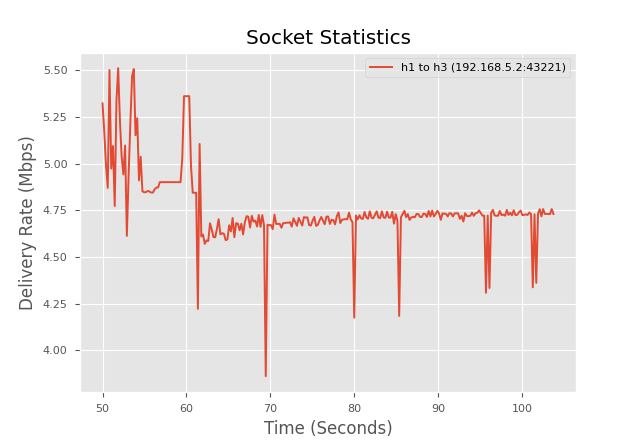 Socket Statistics
h1 to h3 (192.168.5.2:43221)
Delivery Rate (Mbps)
5.50
5.25
5.00
4.75
4.50
4.25
4.00
50 60 70 80 90 100
Time (Seconds)